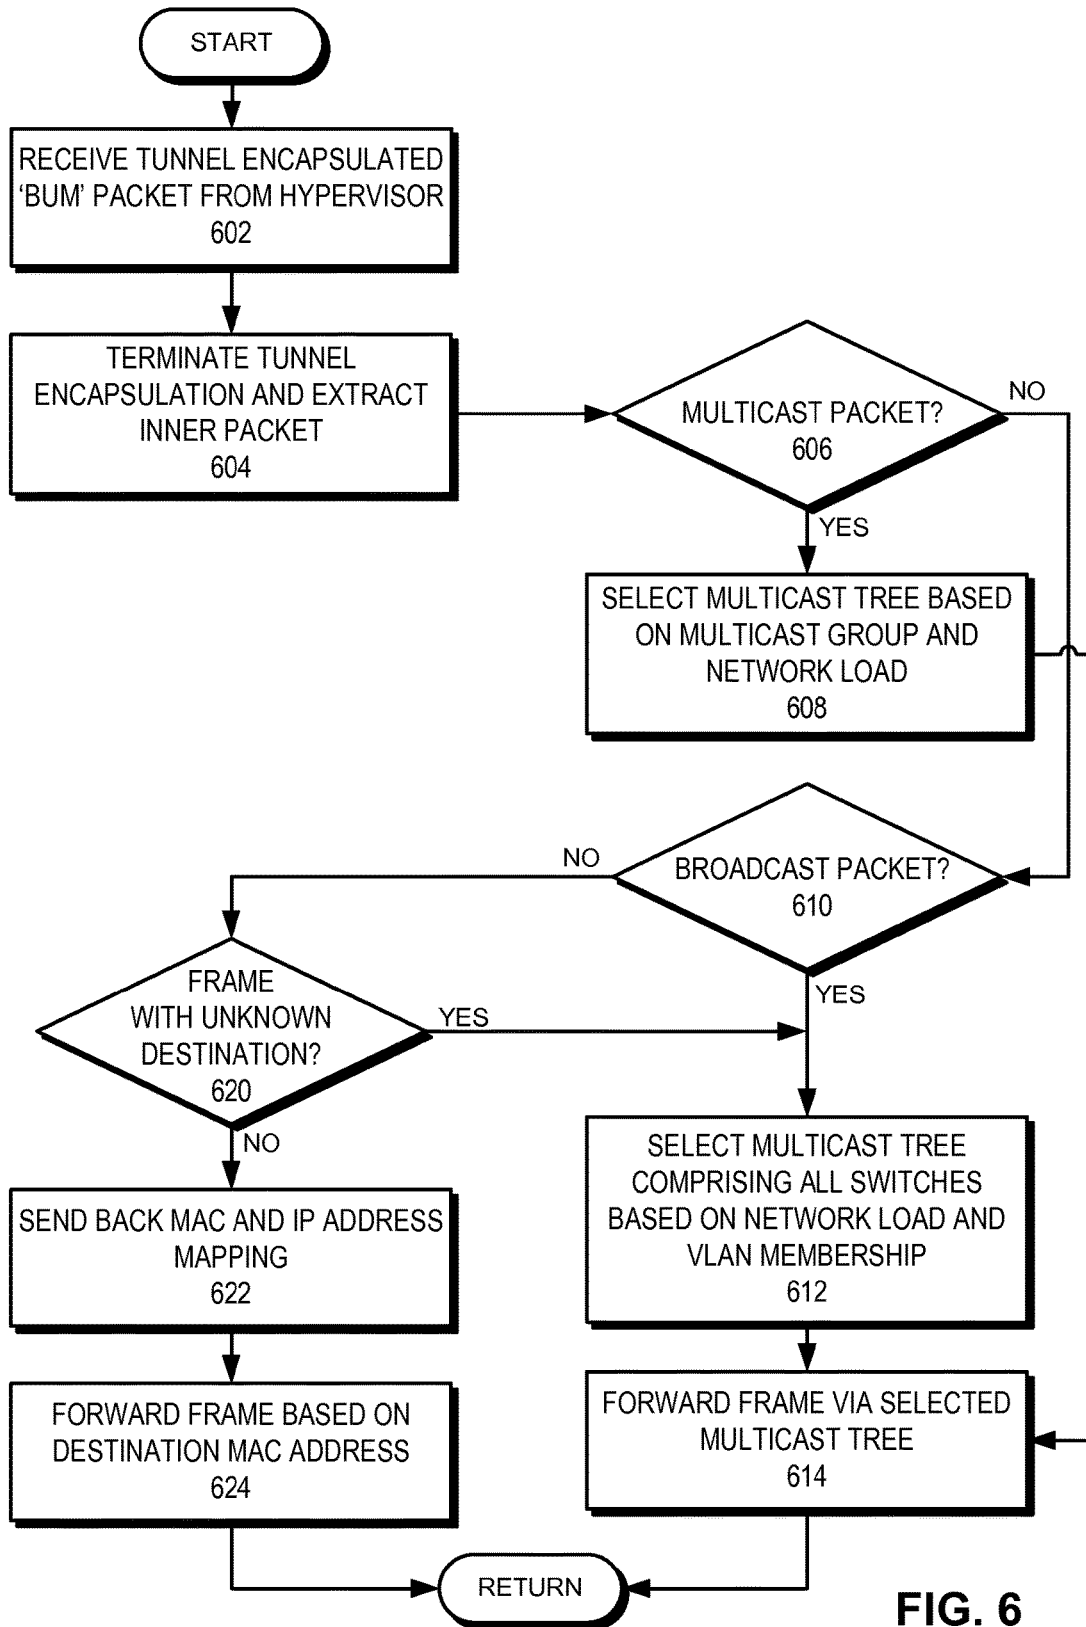 START
RECEIVE TUNNEL ENCAPSULATED
‘BUM’ PACKET FROM HYPERVISOR
602
TERMINATE TUNNEL
ENCAPSULATION AND EXTRACT
INNER PACKET
604
MULTICAST PACKET?
606
NO
YES
SELECT MULTICAST TREE BASED
ON MULTICAST GROUP AND
NETWORK LOAD
608
BROADCAST PACKET?
610
NO
YES
FRAME
WITH UNKNOWN
DESTINATION?
620
YES
NO
SELECT MULTICAST TREE
COMPRISING ALL SWITCHES
BASED ON NETWORK LOAD AND
VLAN MEMBERSHIP
612
SEND BACK MAC AND IP ADDRESS
MAPPING
622
FORWARD FRAME BASED ON
DESTINATION MAC ADDRESS
624
FORWARD FRAME VIA SELECTED
MULTICAST TREE
614
RETURN
FIG. 6